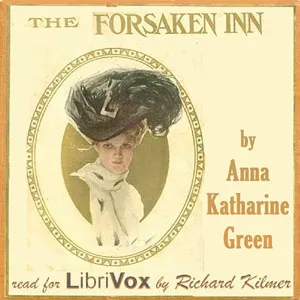 THE FORSAKEN INN
by
Anna
Katharine
Green
read for LibriVox by Richard Kilmer